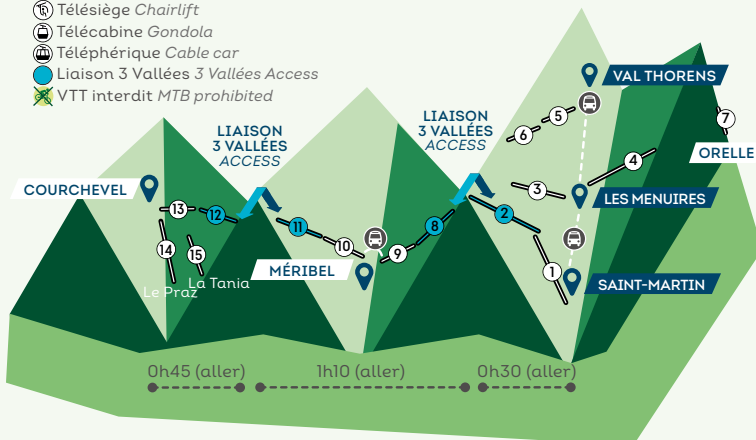 Télésiège Chairlift
Télécabine Gondola
Téléphérique Cable car
Liaison 3 Vallées 3 Vallées Access
VTT interdit MTB prohibited
LIAISON
3 VALLÉES
ACCESS
LIAISON
3 VALLÉES
ACCESS
VAL THORENS
5
6
7
ORELLE
4
COURCHEVEL
3
LES MENUIRES
13
12
2
11
8
14
10
9
15
MÉRIBEL
1
SAINT-MARTIN
La Tania
Le Praz
0h45 (aller)
1h10 (aller)
0h30 (aller)